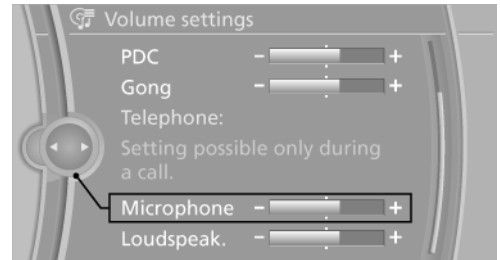 Volume settings
PDC - +
Gong - +
Telephone:
Setting possible only during
a call.
Microphone - +
Loudspeak. - +